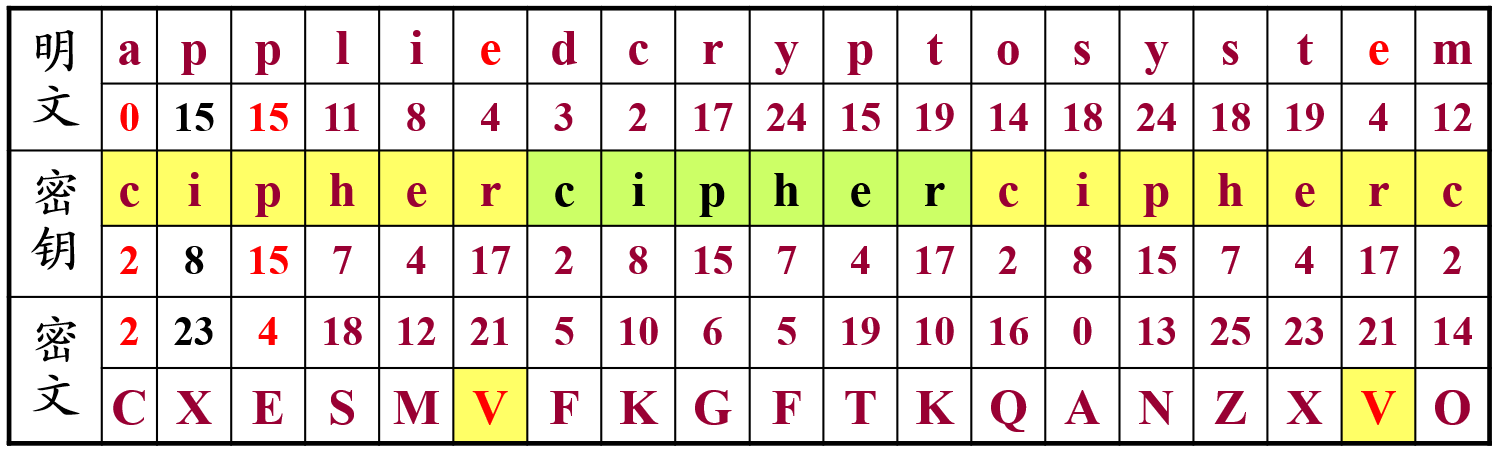 明文 a p p l i e d c r y p t o s y s t e m
0 15 15 11 8 4 3 2 17 24 15 19 14 18 24 18 19 4 12
密钥 c i p h e r c i p h e r c i p h e r c
2 8 15 7 4 17 2 8 15 7 4 17 2 8 15 7 4 17 2
密文 2 23 4 18 12 21 5 10 6 5 19 10 16 0 13 25 23 21 14
C X E S M V F K G F T K Q A N Z X V O